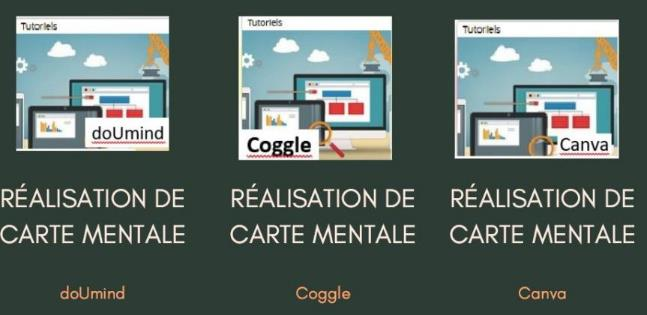 Tutoriels
doUmind
RÉALISATION DE
CARTE MENTALE
doUmind
Tutoriels
Coggle
RÉALISATION DE
CARTE MENTALE
Coggle
Tutoriels
Canva
RÉALISATION DE
CARTE MENTALE
Canva